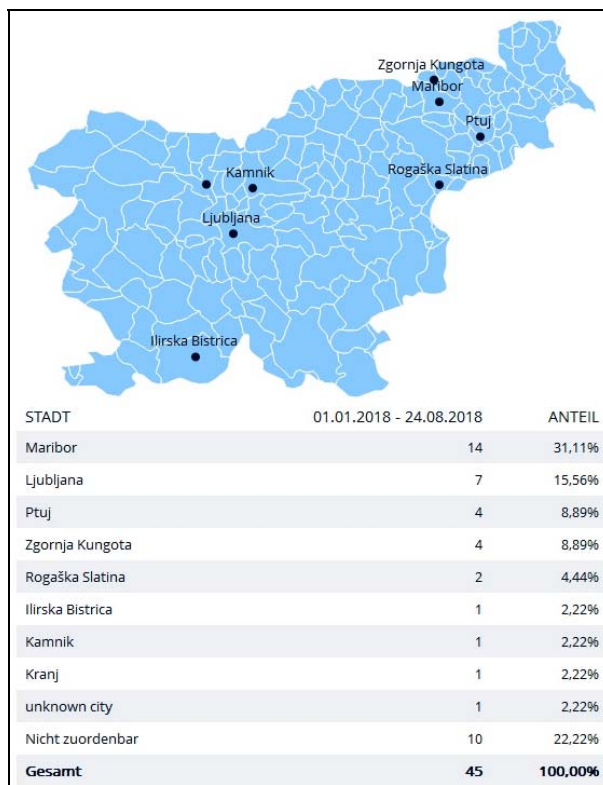 Zgornja Kungota
Maribor
Ptuj
Kamnik
Rogaška Slatina
Ljubljana
Ilirska Bistrica
STADT 01.01.2018 - 24.08.2018 ANTEIL
Maribor 14 31,11%
Ljubljana 7 15,56%
Ptuj 4 8,89%
Zgornja Kungota 4 8,89%
Rogaška Slatina 2 4,44%
Ilirska Bistrica 1 2,22%
Kamnik 1 2,22%
Kranj 1 2,22%
unknown city 1 2,22%
Nicht zuordenbar 10 22,22%
Gesamt 45 100,00%